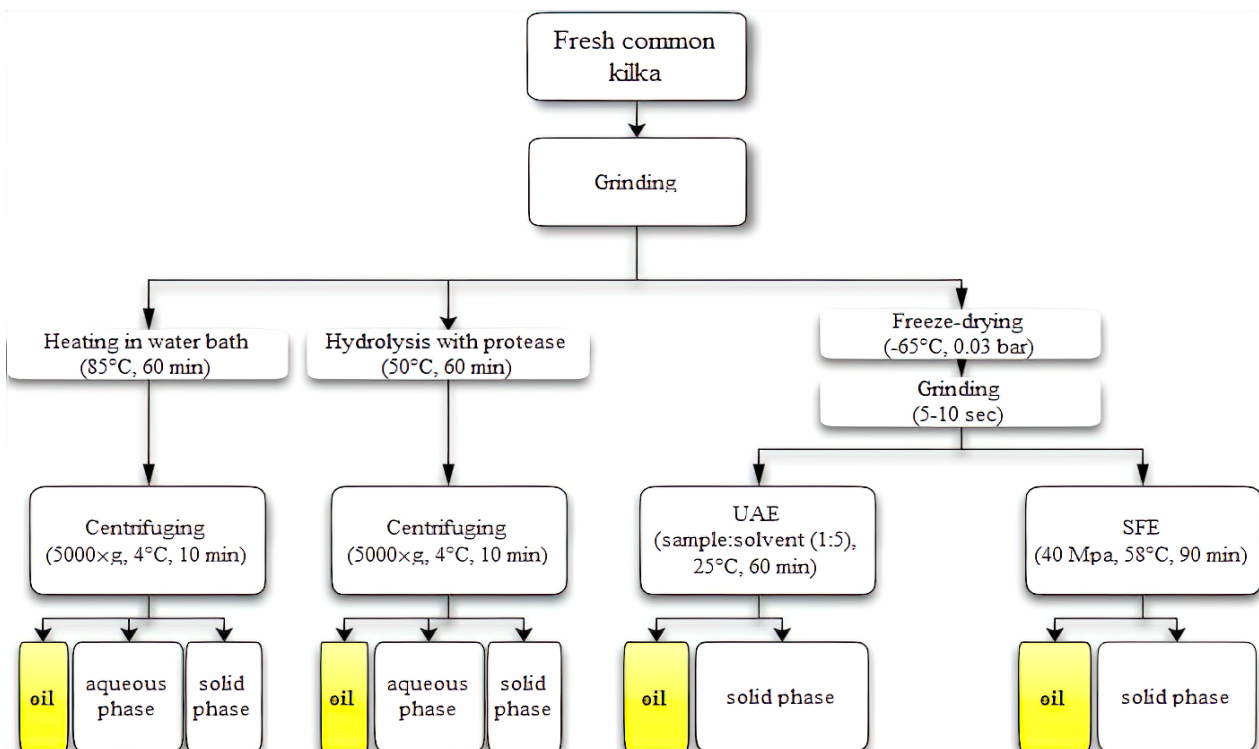 Fresh common
kilka
Grinding
Heating in water bath
(85°C, 60 min)
Hydrolysis with protease
(50°C, 60 min)
Freeze-drying
(-65°C, 0.03 bar)
Grinding
(5-10 sec)
Centrifuging
(5000×g, 4°C, 10 min)
Centrifuging
(5000×g, 4°C, 10 min)
UAE
(sample:solvent (1:5),
25°C, 60 min)
SFE
(40 Mpa, 58°C, 90 min)
oil
aqueous
phase
solid
phase
oil
aqueous
phase
solid
phase
oil
solid phase
oil
solid phase